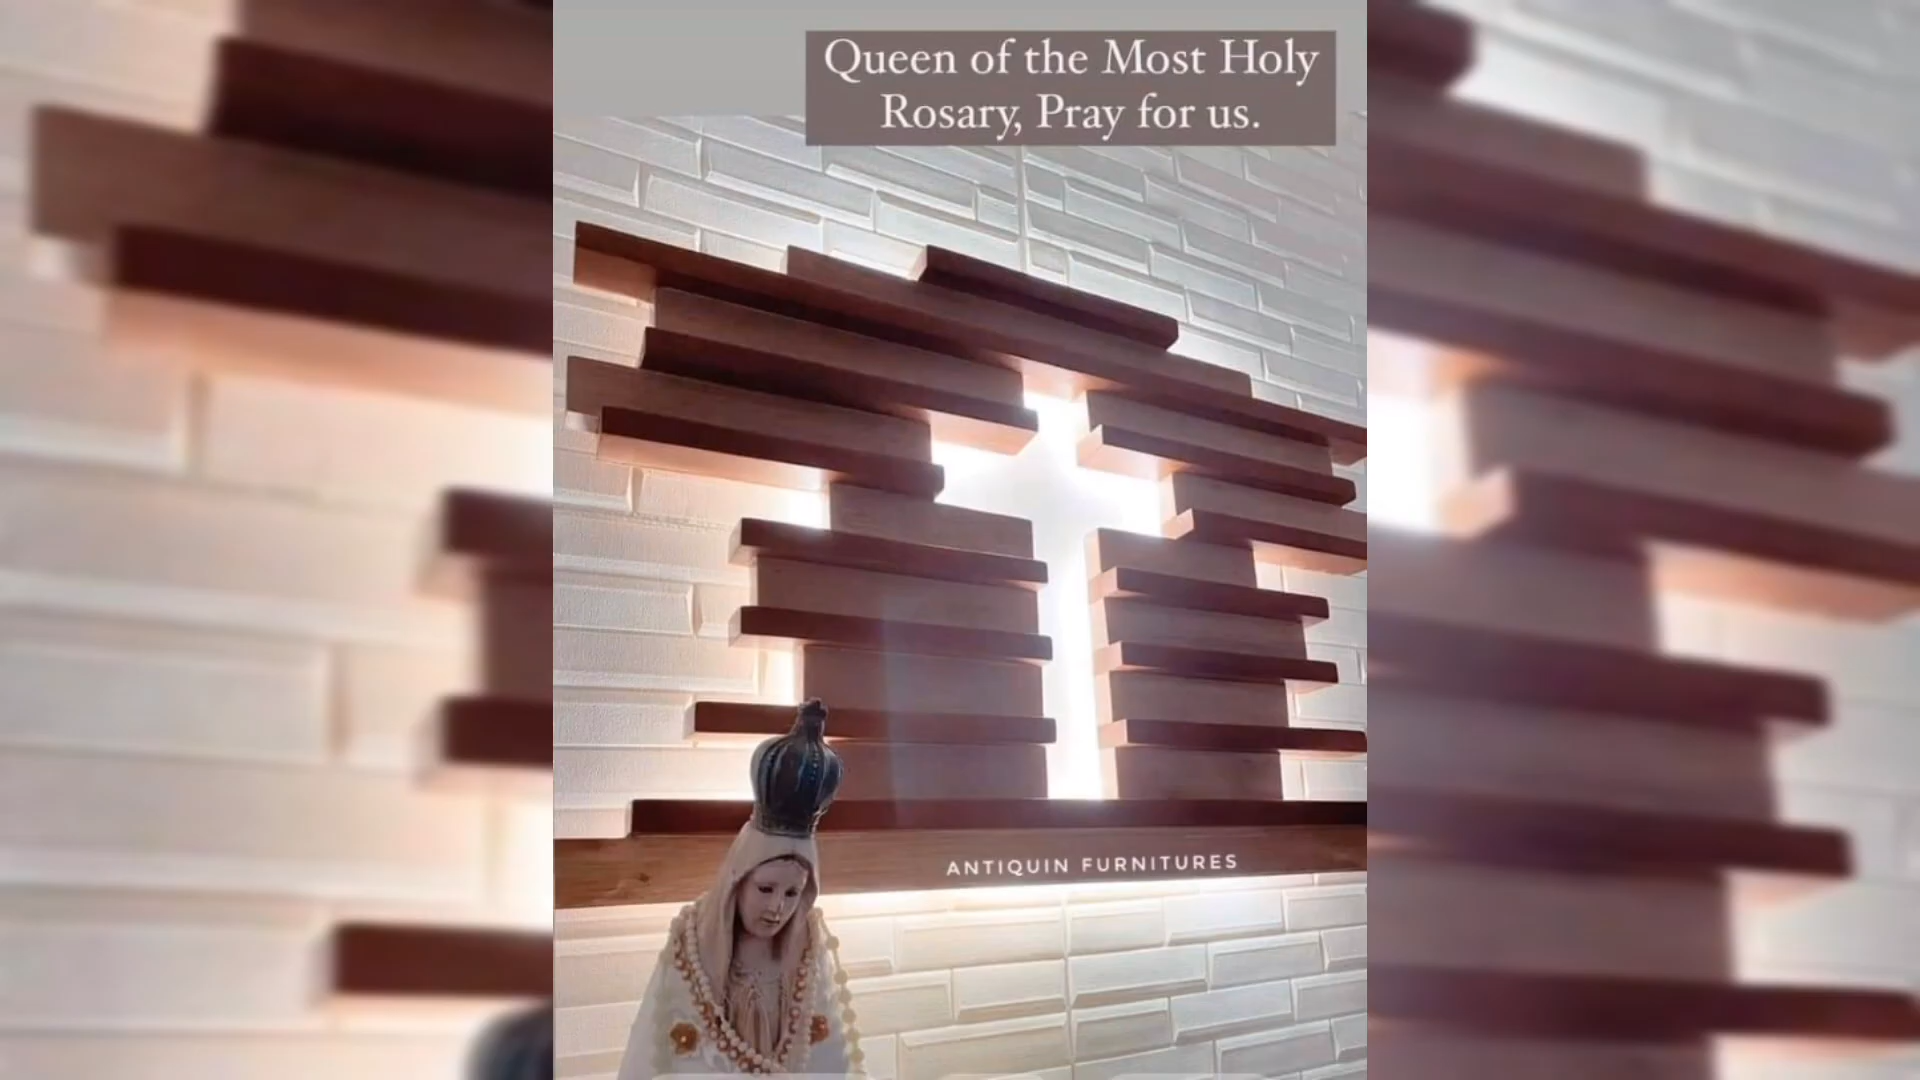 Queen of the Most Holy
Rosary, Pray for us.
ANTIQUIN FURNITURES